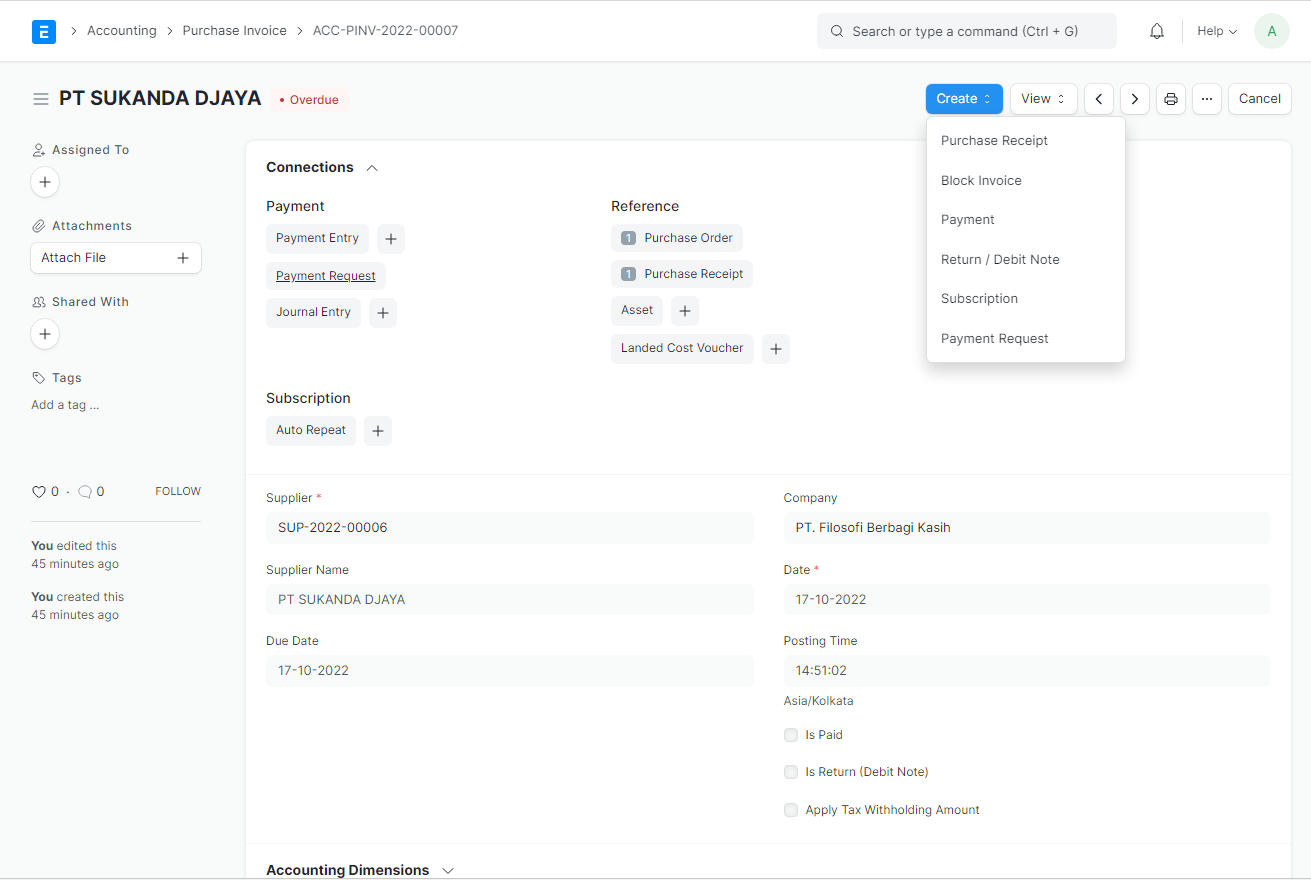 E
Accounting
Purchase Invoice
ACC-PINV-2022-00007
Search or type a command (Ctrl + G)
Help
A
PT SUKANDA DJAYA
Overdue
Create
View
Cancel
Purchase Receipt
Block Invoice
Payment
Return / Debit Note
Subscription
Payment Request
Assigned To
Attachments
Attach File
Shared With
Tags
Add a tag ...
0 · 0
FOLLOW
You edited this
45 minutes ago
You created this
45 minutes ago
Connections
Payment
Payment Entry
Payment Request
Journal Entry
Reference
1 Purchase Order
1 Purchase Receipt
Asset
Landed Cost Voucher
Subscription
Auto Repeat
Supplier *
SUP-2022-00006
Company
PT. Filosofi Berbagi Kasih
Supplier Name
PT SUKANDA DJAYA
Date *
17-10-2022
Due Date
17-10-2022
Posting Time
14:51:02
Asia/Kolkata
Is Paid
Is Return (Debit Note)
Apply Tax Withholding Amount
Accounting Dimensions